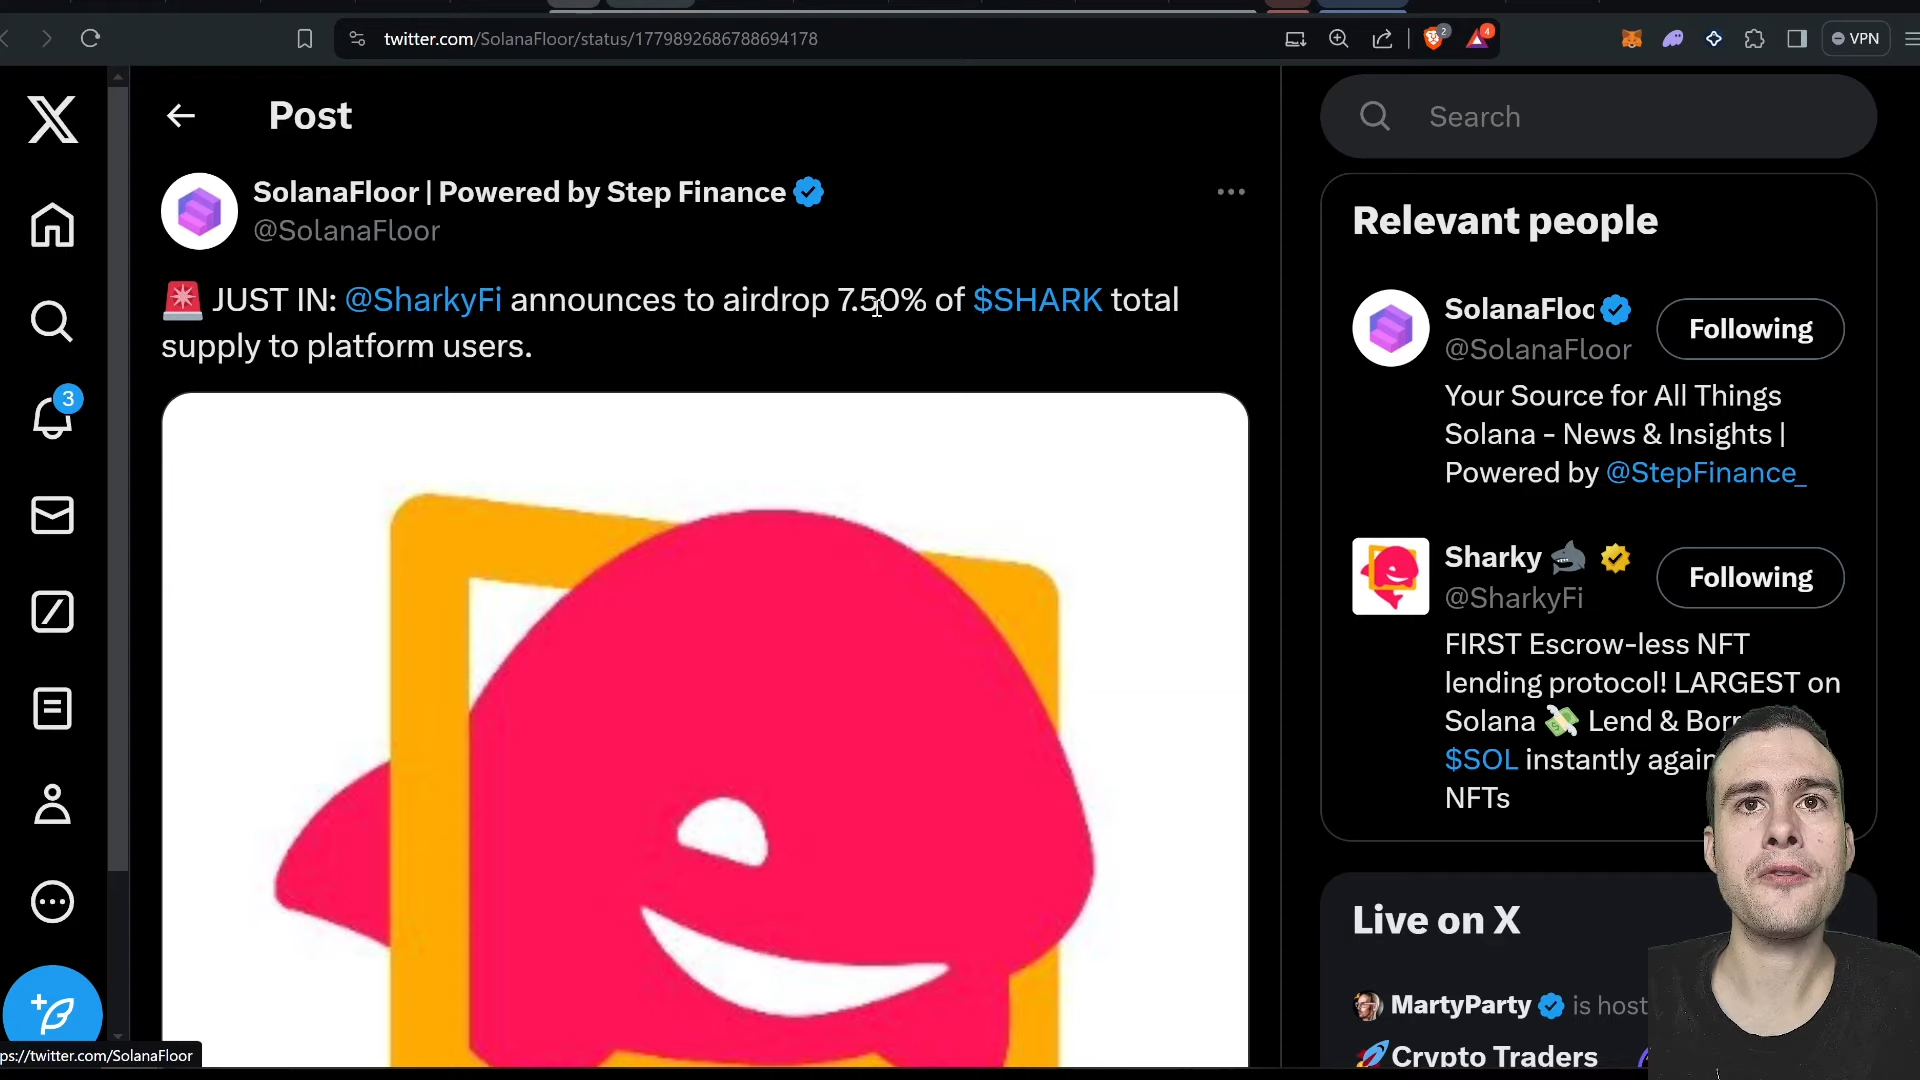 twitter.com/SolanaFloor/status/1779892686788694178
2
4
VPN
Post
Search
SolanaFloor | Powered by Step Finance
@SolanaFloor
JUST IN: @SharkyFi announces to airdrop 7.50% of $SHARK total
supply to platform users.
3
Relevant people
SolanaFloo
@SolanaFloor
Following
Your Source for All Things
Solana - News & Insights |
Powered by @StepFinance_
Sharky
@SharkyFi
Following
FIRST Escrow-less NFT
lending protocol! LARGEST on
Solana Lend & Borr
$SOL instantly again
NFTs
Live on X
MartyParty is host
Crypto Traders
ps://twitter.com/SolanaFloor